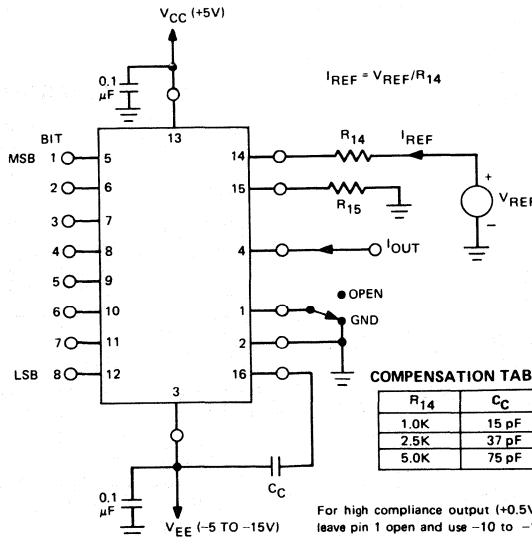 V_CC (+5V)
0.1
µF
I_REF = V_REF/R_14
13
BIT
MSB 1 5
2 6
3 7
4 8
5 9
6 10
7 11
LSB 8 12
14 R_14 I_REF
15 R_15
+
V_REF
−
4 I_OUT
OPEN
1 GND
2
16
3
C_C
0.1
µF
V_EE (−5 TO −15V)
COMPENSATION
R_14 C_C
1.0K 15 pF
2.5K 37 pF
5.0K 75 pF
For high compliance output (+0.5V
leave pin 1 open and use −10 to